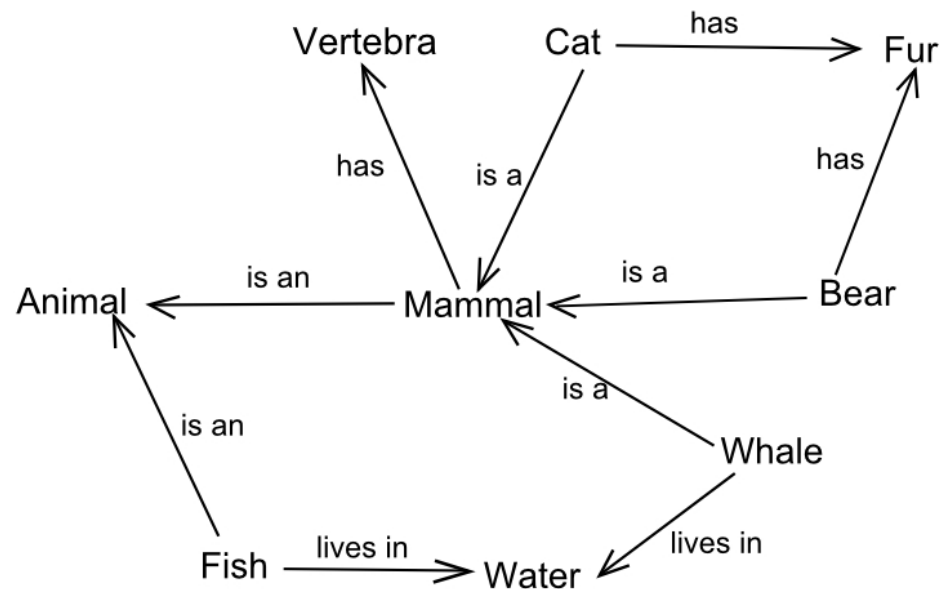 Vertebra
Cat
has
Fur
has
is a
has
Animal
is an
Mammal
is a
Bear
is an
is a
Whale
Fish
lives in
Water
lives in